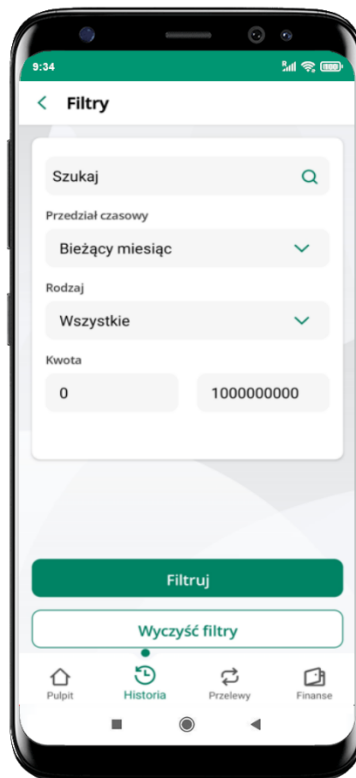 9:34
Filtry
Szukaj
Przedział czasowy
Bieżący miesiąc
Rodzaj
Wszystkie
Kwota
0 1000000000
Filtruj
Wyczyść filtry
Pulpit Historia Przelewy Finanse